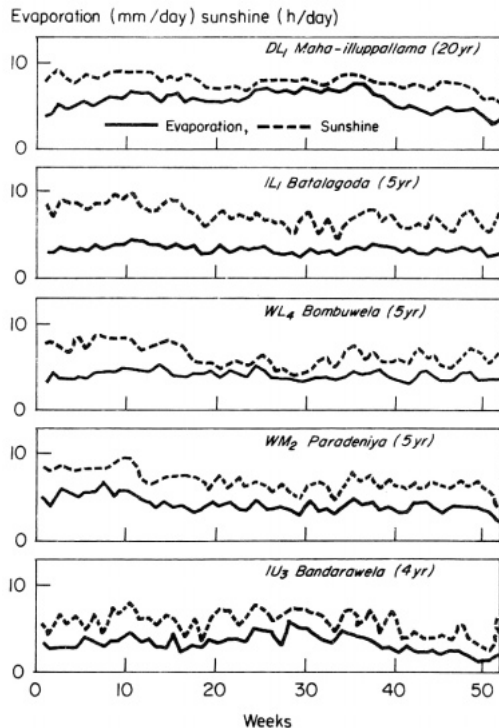 Evaporation (mm/day) sunshine (h/day)
DL₁ Maha-illuppallama (20yr)
10
Evaporation, Sunshine
0
IL₁ Batalagoda (5yr)
10
0
WL₄ Bombuwela (5yr)
10
0
WM₂ Paradeniya (5yr)
10
0
IU₃ Bandarawela (4yr)
10
0
0 10 20 30 40 50
Weeks